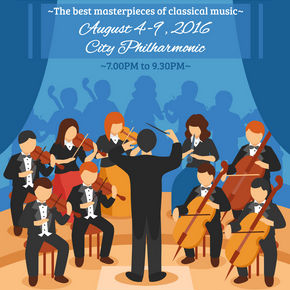 ~The best masterpieces of classical music~
August 4-9, 2016
City Philharmonic
~7.00PM to 9.30PM~